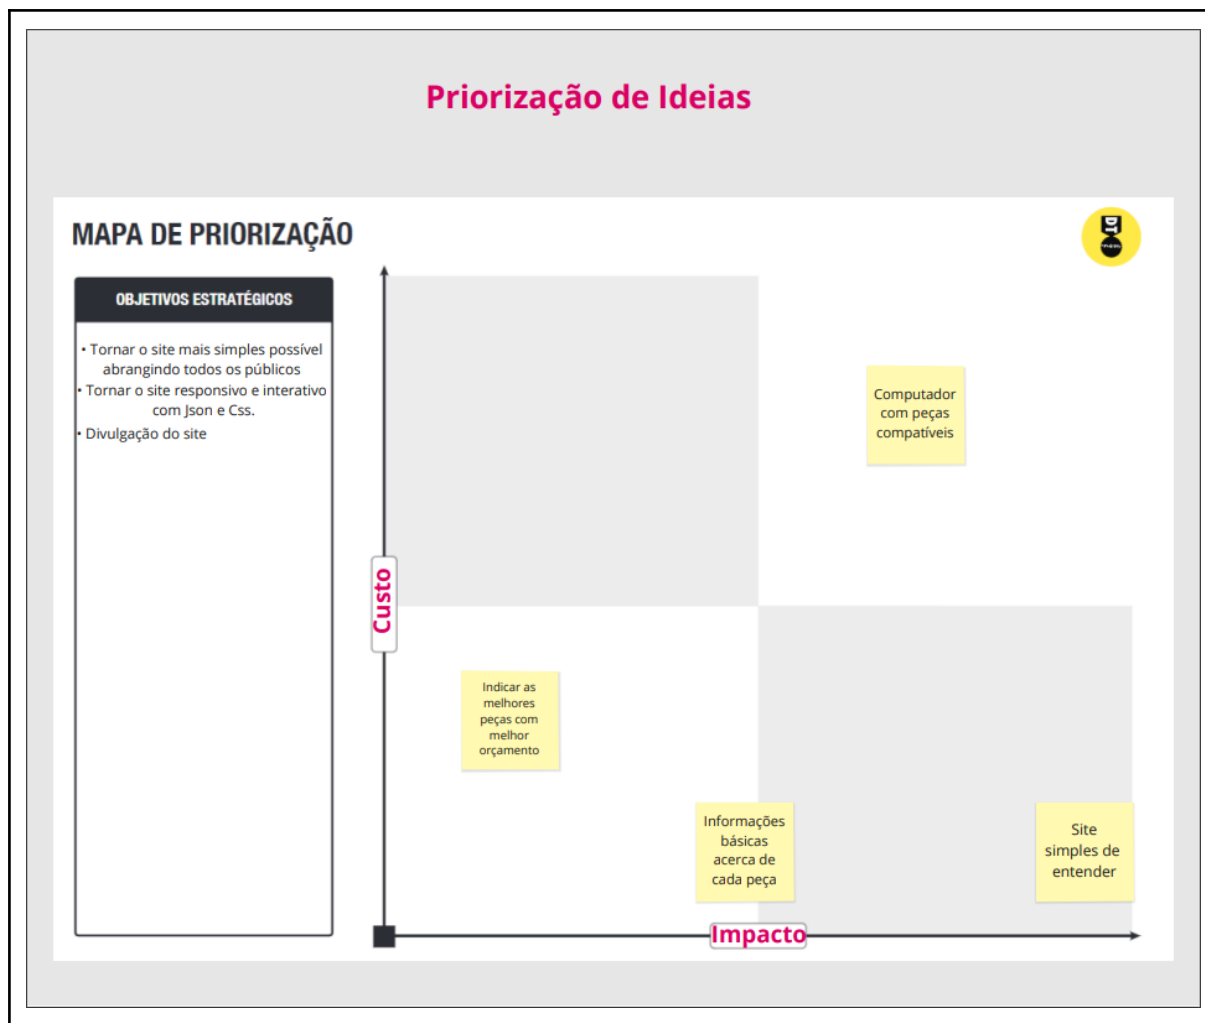 Priorização de Ideias
MAPA DE PRIORIZAÇÃO
DT
OBJETIVOS ESTRATÉGICOS
• Tornar o site mais simples possível
abrangindo todos os públicos
• Tornar o site responsivo e interativo
com Json e Css.
• Divulgação do site
Computador
com peças
compatíveis
Custo
Indicar as
melhores
peças com
melhor
orçamento
Informações
básicas
acerca de
cada peça
Site
simples de
entender
Impacto